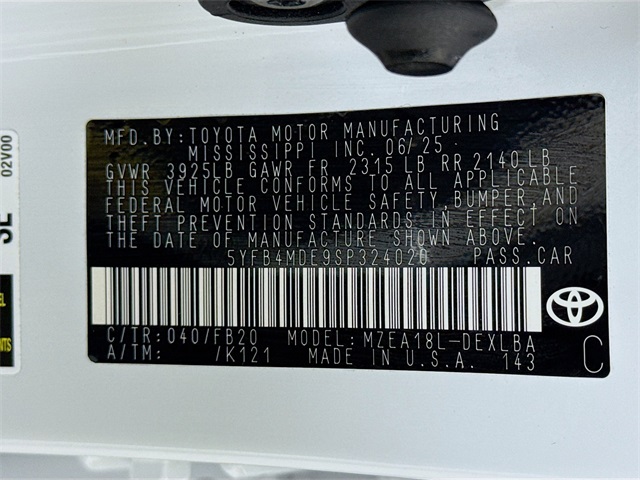 MFD. BY: TOYOTA MOTOR MANUFACTURING
MISSISSIPPI INC. 06/25
GVWR 3925LB GAWR FR 2315 LB RR 2140 LB
THIS VEHICLE CONFORMS TO ALL APPLICABLE
FEDERAL MOTOR VEHICLE SAFETY, BUMPER, AND
THEFT PREVENTION STANDARDS IN EFFECT ON
THE DATE OF MANUFACTURE SHOWN ABOVE.
5YFB4MDE9SP324020 PASS. CAR
C/TR: 040/FB20 MODEL: MZEA18L-DEXLBA
A/TM: /K121 MADE IN U.S.A. 143
C
02V00